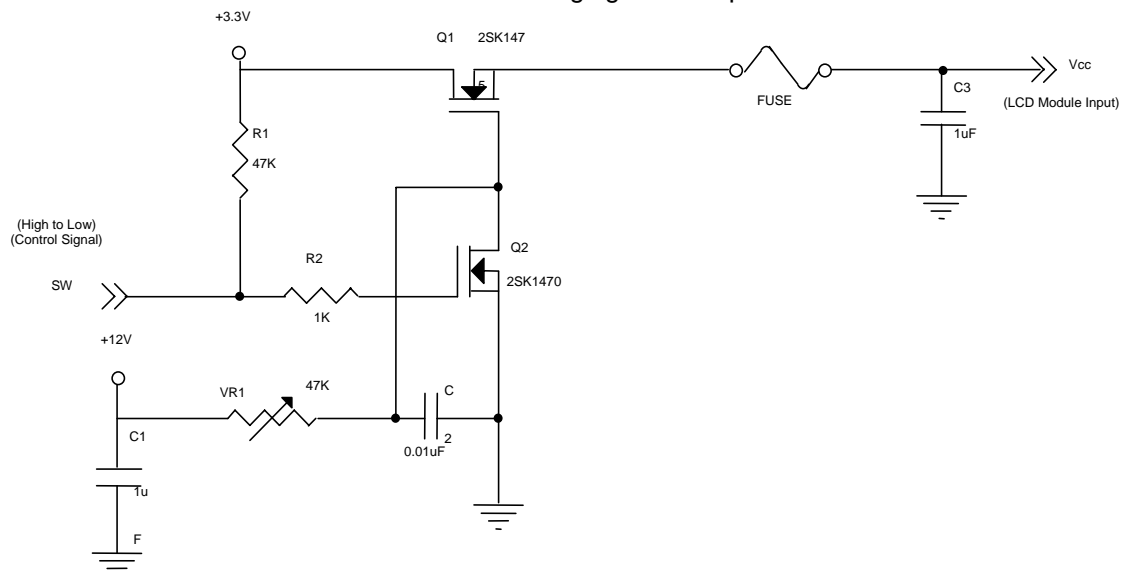 +3.3V
Q1 2SK147
5
FUSE
Vcc
C3
(LCD Module Input)
1uF
R1
47K
(High to Low)
(Control Signal)
SW
R2
1K
Q2
2SK1470
+12V
VR1
47K
C
2
0.01uF
C1
1u
F